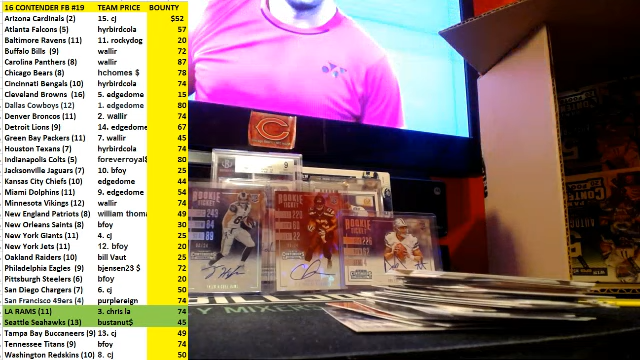 16 CONTENDER FB #19 TEAM PRICE BOUNTY
Arizona Cardinals (2) 15. cj $52
Atlanta Falcons (5) hyrbirdcola 57
Baltimore Ravens (11) 11. rockydog 20
Buffalo Bills (9) wallir 72
Carolina Panthers (8) wallir 87
Chicago Bears (8) hchomes $ 78
Cincinnati Bengals (10) hyrbirdcola 74
Cleveland Browns (16) 5. edgedome 15
Dallas Cowboys (12) 1. edgedome 80
Denver Broncos (11) 2. wallir 74
Detroit Lions (9) 14. edgedome 67
Green Bay Packers (11) 7. wallir 45
Houston Texans (7) hyrbirdcola 74
Indianapolis Colts (5) foreverroyal$ 80
Jacksonville Jaguars (7) 10. bfoy 25
Kansas City Chiefs (10) edgedome 44
Miami Dolphins (11) 9. edgedome 54
Minnesota Vikings (12) wallir 74
New England Patriots (8) william thoma 49
New Orleans Saints (8) bfoy 30
New York Giants (11) 4. cj 22
New York Jets (11) 12. bfoy 20
Oakland Raiders (10) bill Vaut 25
Philadelphia Eagles (9) bjensen23 $ 72
Pittsburgh Steelers (6) bfoy 20
San Diego Chargers (7) 6. cj 50
San Francisco 49ers (4) purplereign 74
LA RAMS (11) 3. chris la 74
Seattle Seahawks (13) bustanut$ 45
Tampa Bay Buccaneers (9) 13. cj 49
Tennessee Titans (9) bfoy 74
Washington Redskins (10) 8. cj 50
ROOKIE TICKET
ROOKIE TICKET
ROOKIE TICKET